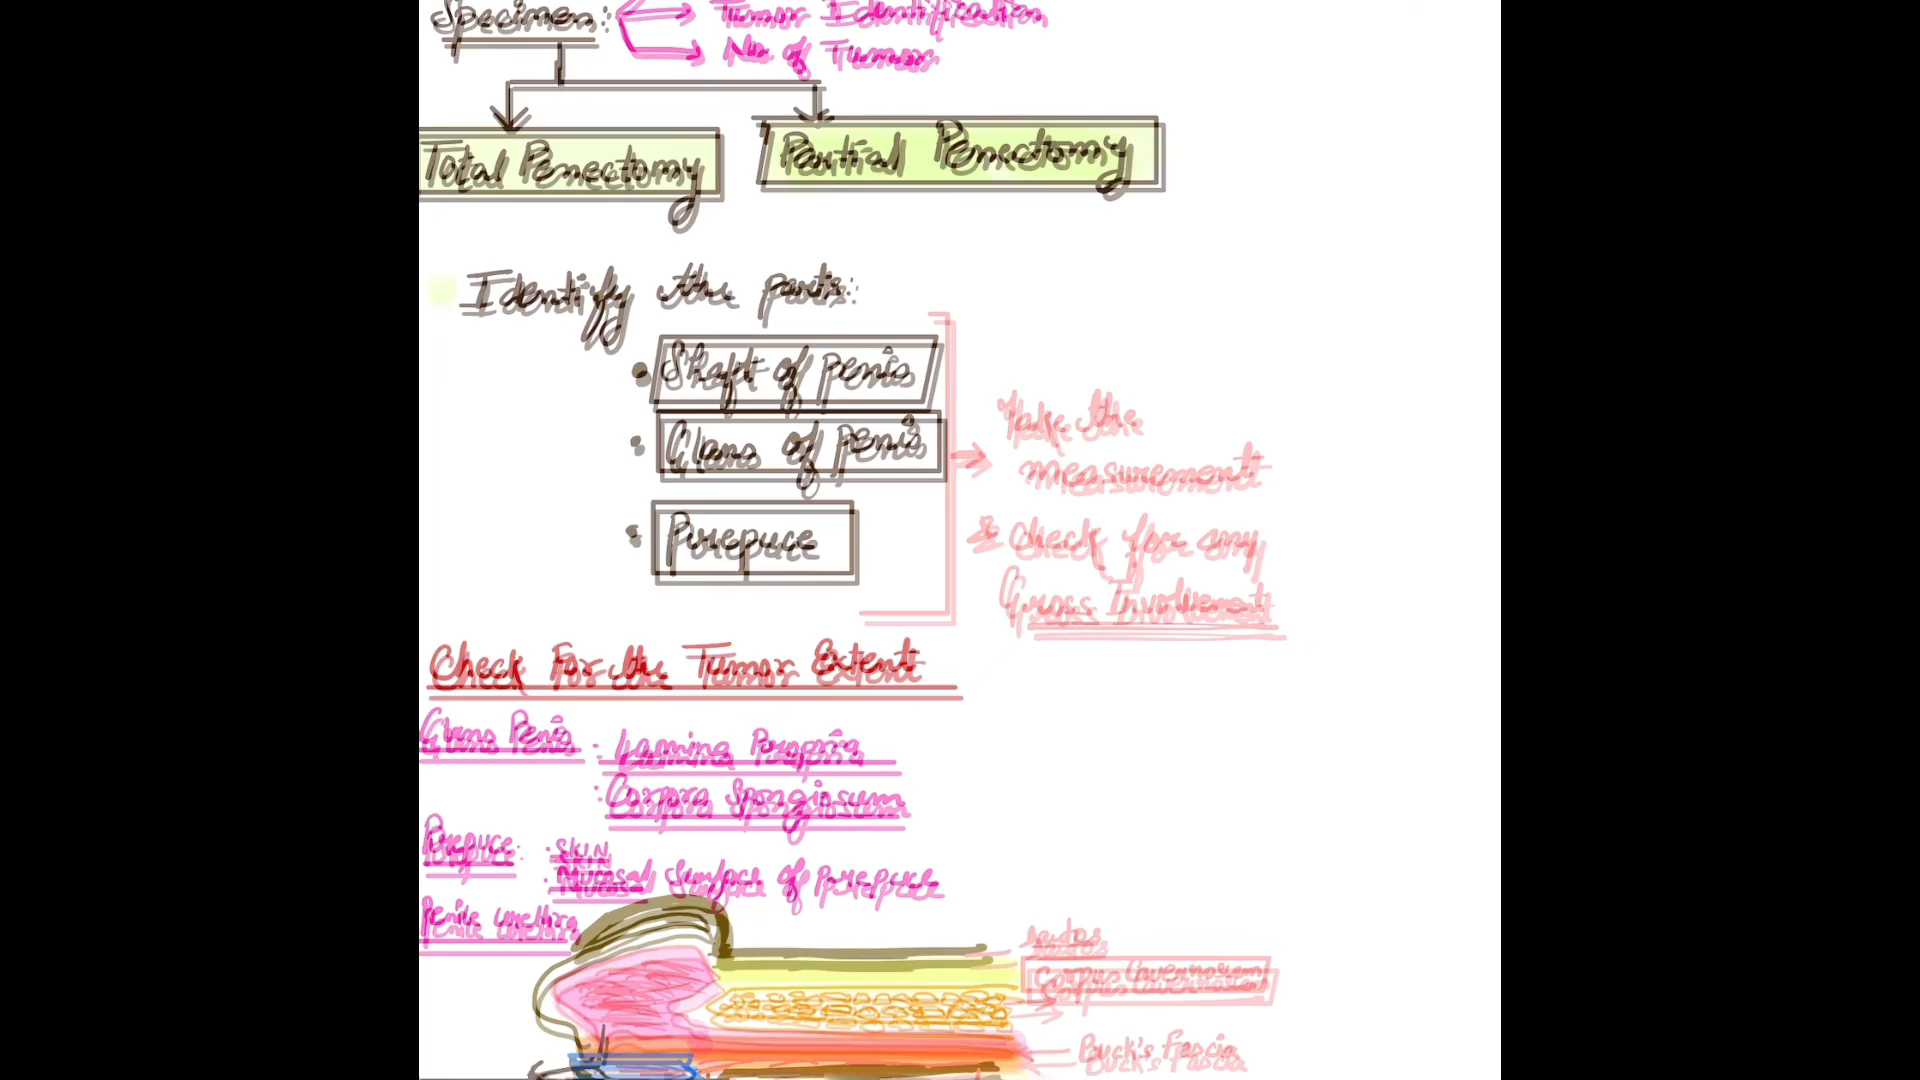 Specimen: → Tumor Identification
→ No. of Tumors
Total Penectomy
Partial Penectomy
Identify the parts:
• Shaft of penis
• Glans of penis
• Prepuce
→ Take the
measurement
& check for any
Gross Involvement
Check For the Tumor Extent
Glans Penis : Lamina Propria
: Corpora Spongiosum
Prepuce: · SKIN
· Mucosal Surface of prepuce
Penile urethra
Dartos
Corpus Cavernosum
Buck's Fascia